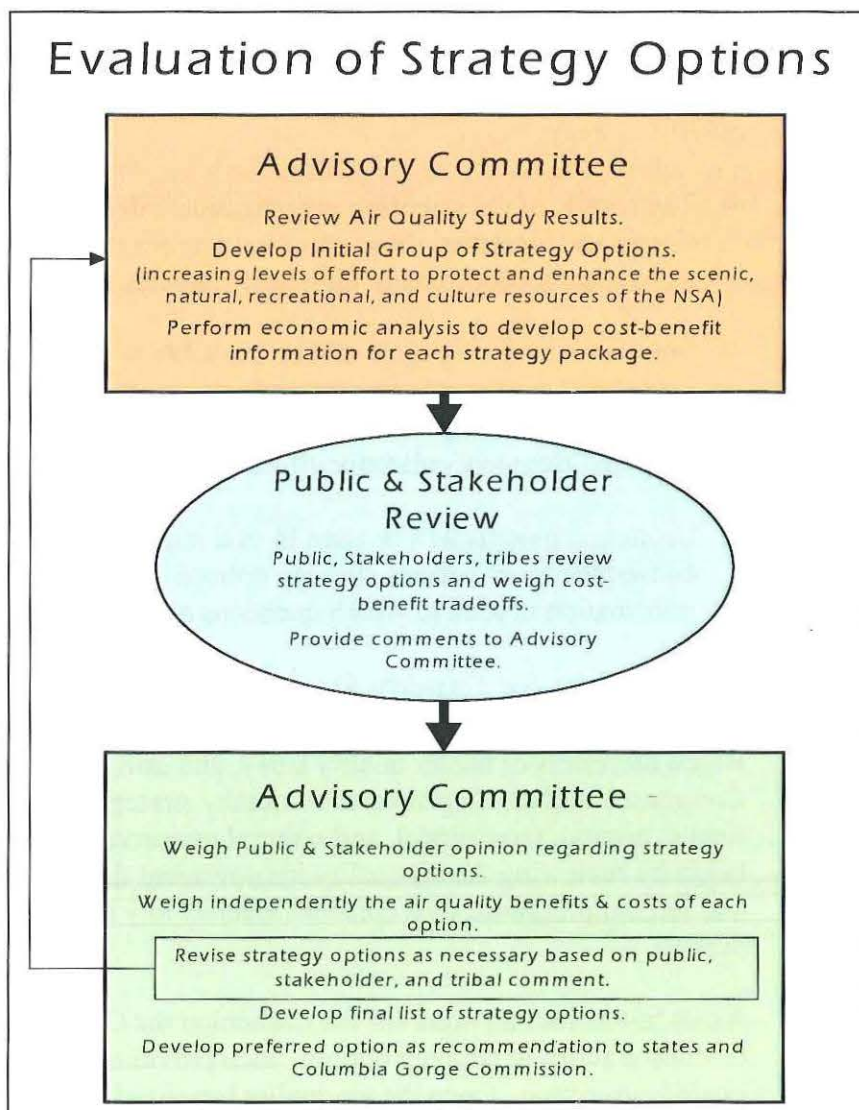 Evaluation of Strategy Options
Advisory Committee
Review Air Quality Study Results.
Develop Initial Group of Strategy Options.
(increasing levels of effort to protect and enhance the scenic,
natural, recreational, and culture resources of the NSA)
Perform economic analysis to develop cost-benefit
information for each strategy package.
Public & Stakeholder
Review
Public, Stakeholders, tribes review
strategy options and weigh cost-
benefit tradeoffs.
Provide comments to Advisory
Committee.
Advisory Committee
Weigh Public & Stakeholder opinion regarding strategy
options.
Weigh independently the air quality benefits & costs of each
option.
Revise strategy options as necessary based on public,
stakeholder, and tribal comment.
Develop final list of strategy options.
Develop preferred option as recommendation to states and
Columbia Gorge Commission.